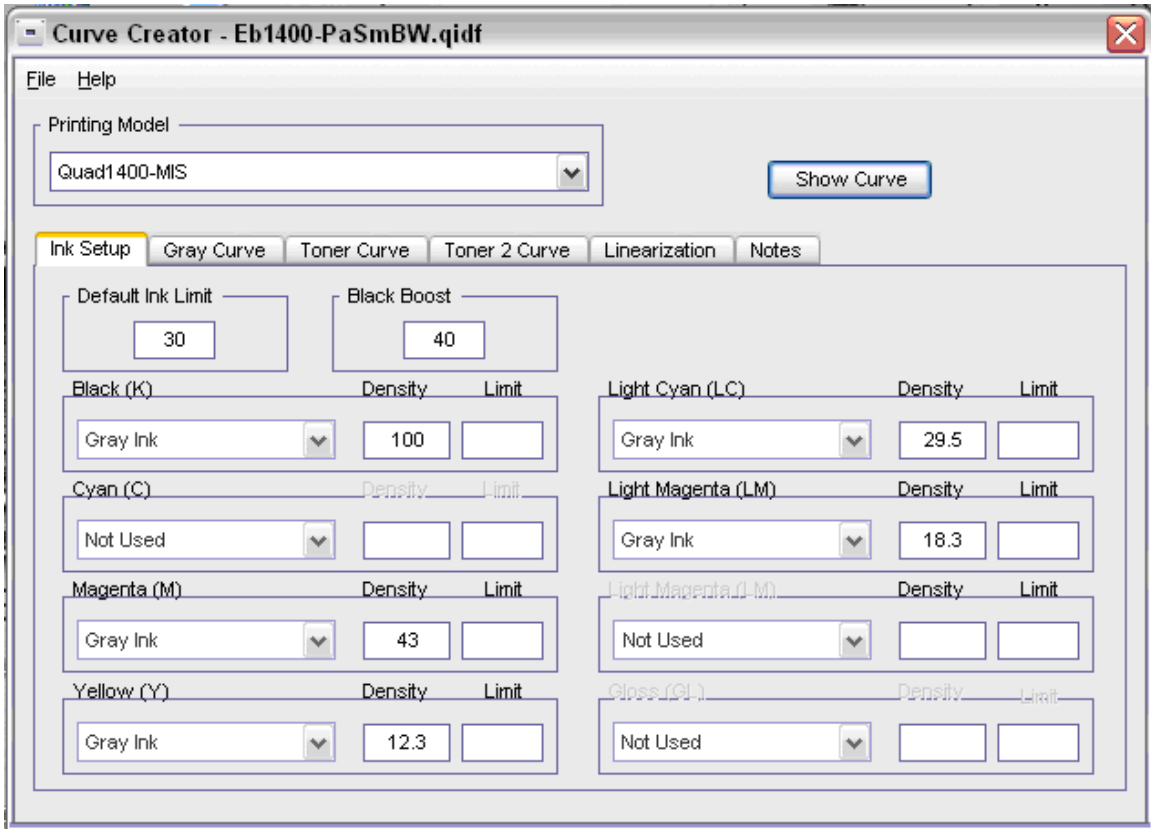 Curve Creator - Eb1400-PaSmBW.qidf
File Help
Printing Model
Quad1400-MIS
Show Curve
Ink Setup Gray Curve Toner Curve Toner 2 Curve Linearization Notes
Default Ink Limit Black Boost
30 40
Black (K) Density Limit Light Cyan (LC) Density Limit
Gray Ink 100 Gray Ink 29.5
Cyan (C) Density Limit Light Magenta (LM) Density Limit
Not Used Gray Ink 18.3
Magenta (M) Density Limit Light Magenta (LM) Density Limit
Gray Ink 43 Not Used
Yellow (Y) Density Limit Gloss (GL) Density Limit
Gray Ink 12.3 Not Used